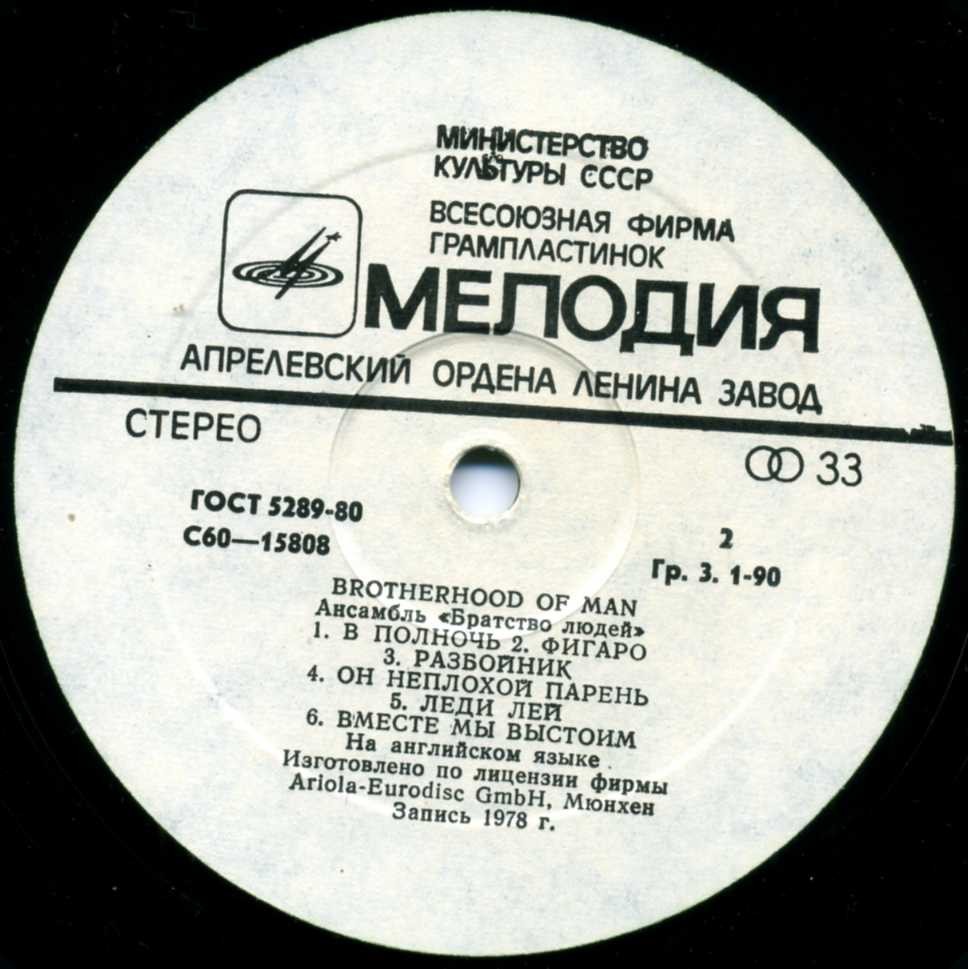 МИНИСТЕРСТВО
КУЛЬТУРЫ СССР
ВСЕСОЮЗНАЯ ФИРМА
ГРАМПЛАСТИНОК
МЕЛОДИЯ
АПРЕЛЕВСКИЙ ОРДЕНА ЛЕНИНА ЗАВОД
СТЕРЕО
33
ГОСТ 5289-80
С60—15808
2
Гр. 3. 1-90
BROTHERHOOD OF MAN
Ансамбль «Братство людей»
1. В ПОЛНОЧЬ 2. ФИГАРО
3. РАЗБОЙНИК
4. ОН НЕПЛОХОЙ ПАРЕНЬ
5. ЛЕДИ ЛЕЙ
6. ВМЕСТЕ МЫ ВЫСТОИМ
На английском языке
Изготовлено по лицензии фирмы
Ariola-Eurodisc GmbH, Мюнхен
Запись 1978 г.